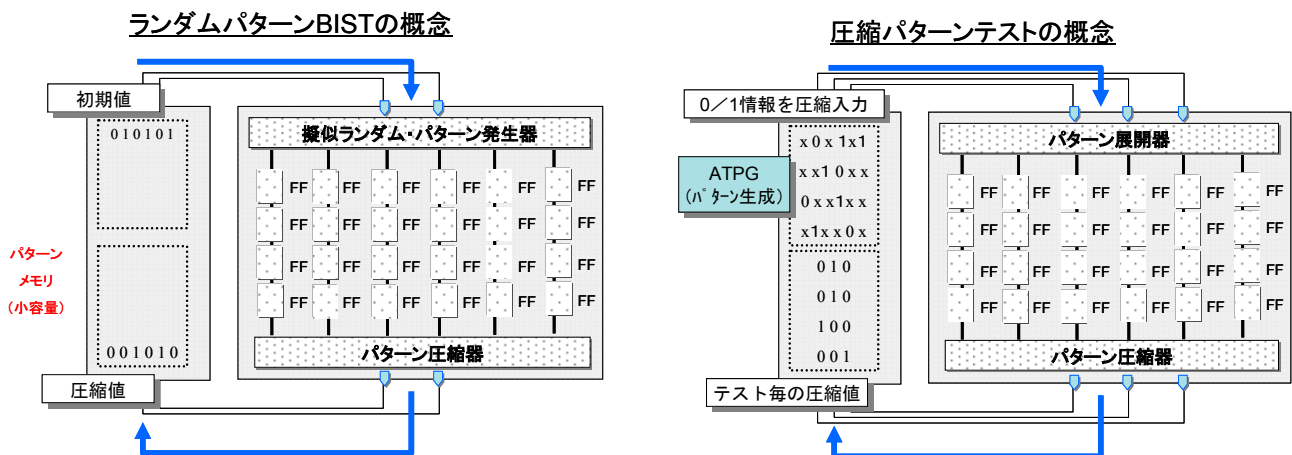 ランダムパターンBISTの概念
初期値
010101
擬似ランダム・パターン発生器
FF FF FF FF FF FF
FF FF FF FF FF FF
FF FF FF FF FF FF
FF FF FF FF FF FF
パターン
メモリ
（小容量）
001010
パターン圧縮器
圧縮値
圧縮パターンテストの概念
0／1情報を圧縮入力
x0x1x1
パターン展開器
ATPG
(ﾊﾟﾀｰﾝ生成)
xx10xx
0xx1xx
x1xx0x
FF FF FF FF FF FF
FF FF FF FF FF FF
FF FF FF FF FF FF
FF FF FF FF FF FF
010
010
100
001
パターン圧縮器
テスト毎の圧縮値